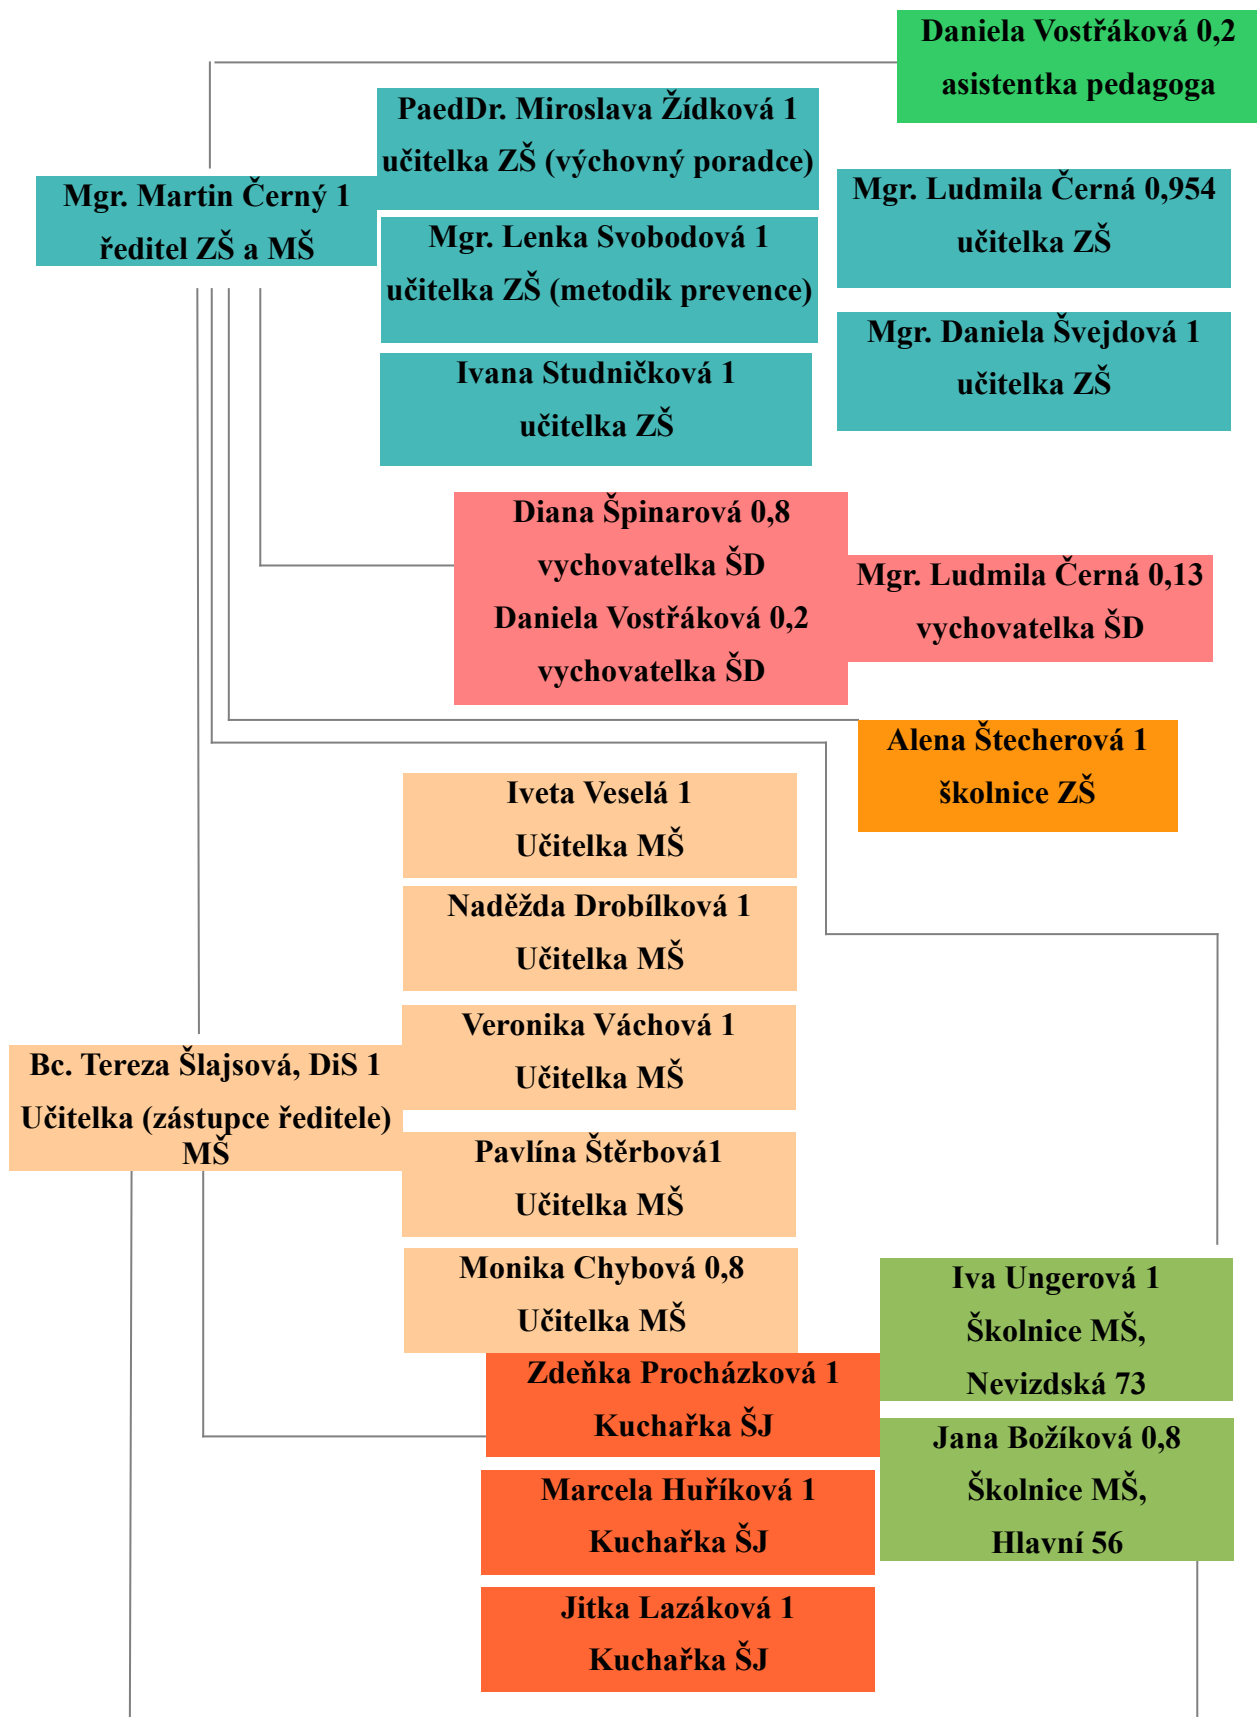 Daniela Vostřáková 0,2
asistentka pedagoga
PaedDr. Miroslava Žídková 1
učitelka ZŠ (výchovný poradce)
Mgr. Martin Černý 1
ředitel ZŠ a MŠ
Mgr. Ludmila Černá 0,954
učitelka ZŠ
Mgr. Lenka Svobodová 1
učitelka ZŠ (metodik prevence)
Mgr. Daniela Švejdová 1
učitelka ZŠ
Ivana Studničková 1
učitelka ZŠ
Diana Špinarová 0,8
vychovatelka ŠD
Daniela Vostřáková 0,2
vychovatelka ŠD
Mgr. Ludmila Černá 0,13
vychovatelka ŠD
Alena Štecherová 1
školnice ZŠ
Iveta Veselá 1
Učitelka MŠ
Naděžda Drobílková 1
Učitelka MŠ
Veronika Váchová 1
Učitelka MŠ
Bc. Tereza Šlajsová, DiS 1
Učitelka (zástupce ředitele)
MŠ
Pavlína Štěrbová1
Učitelka MŠ
Monika Chybová 0,8
Učitelka MŠ
Iva Ungerová 1
Školnice MŠ,
Nevizdská 73
Zdeňka Procházková 1
Kuchařka ŠJ
Jana Božíková 0,8
Školnice MŠ,
Hlavní 56
Marcela Huříková 1
Kuchařka ŠJ
Jitka Lazáková 1
Kuchařka ŠJ